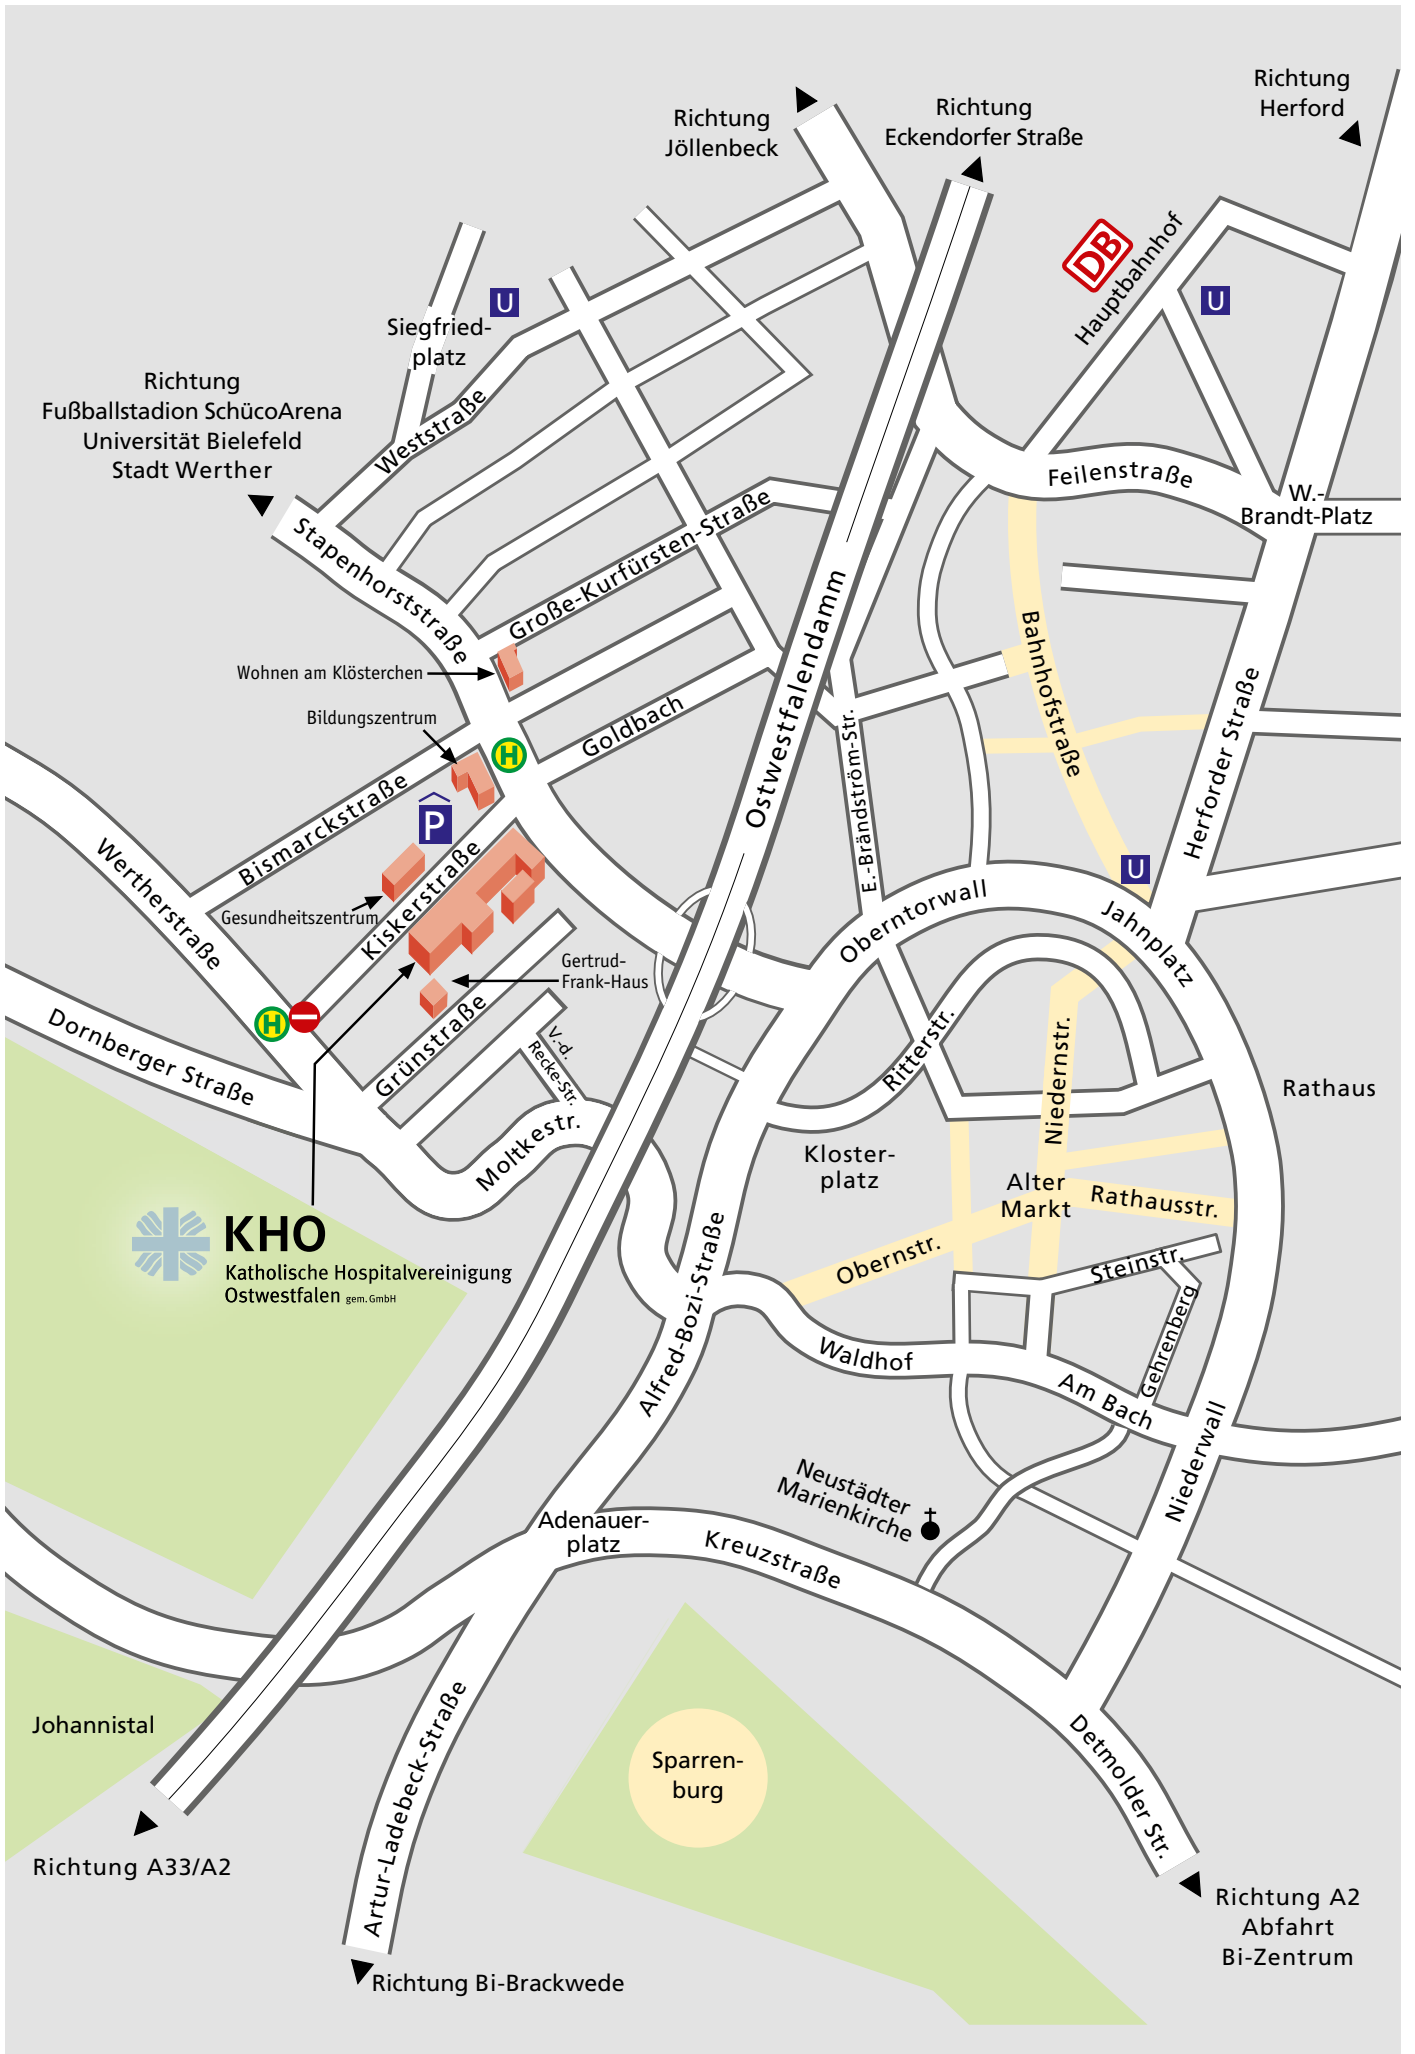 Richtung
Herford
Richtung
Eckendorfer Straße
Richtung
Jöllenbeck
DB
Hauptbahnhof
U
U
Siegfried-
platz
Richtung
Fußballstadion SchücoArena
Universität Bielefeld
Stadt Werther
Weststraße
Feilenstraße
W.-
Brandt-Platz
Stapenhorststraße
Große-Kurfürsten-Straße
Ostwestfalendamm
Bahnhofstraße
Wohnen am Klösterchen
Bildungszentrum
H
Goldbach
E.-Brändström-Str.
Herforder Straße
Bismarckstraße
P
Wertherstraße
Gesundheitszentrum
Kiskerstraße
U
Oberntorwall
Jahnplatz
Gertrud-
Frank-Haus
H
Dornberger Straße
Grünstraße
V.-d.
Recke-Str.
Ritterstr.
Niedernstr.
Rathaus
Moltkestr.
Kloster-
platz
Alter
Markt
Rathausstr.
KHO
Katholische Hospitalvereinigung
Ostwestfalen gem. GmbH
Obernstr.
Steinstr.
Alfred-Bozi-Straße
Gehrenberg
Waldhof
Am Bach
Niederwall
Neustädter
Marienkirche
Adenauer-
platz
Kreuzstraße
Johannistal
Artur-Ladebeck-Straße
Sparren-
burg
Detmolder Str.
Richtung A33/A2
Richtung A2
Abfahrt
Bi-Zentrum
Richtung Bi-Brackwede